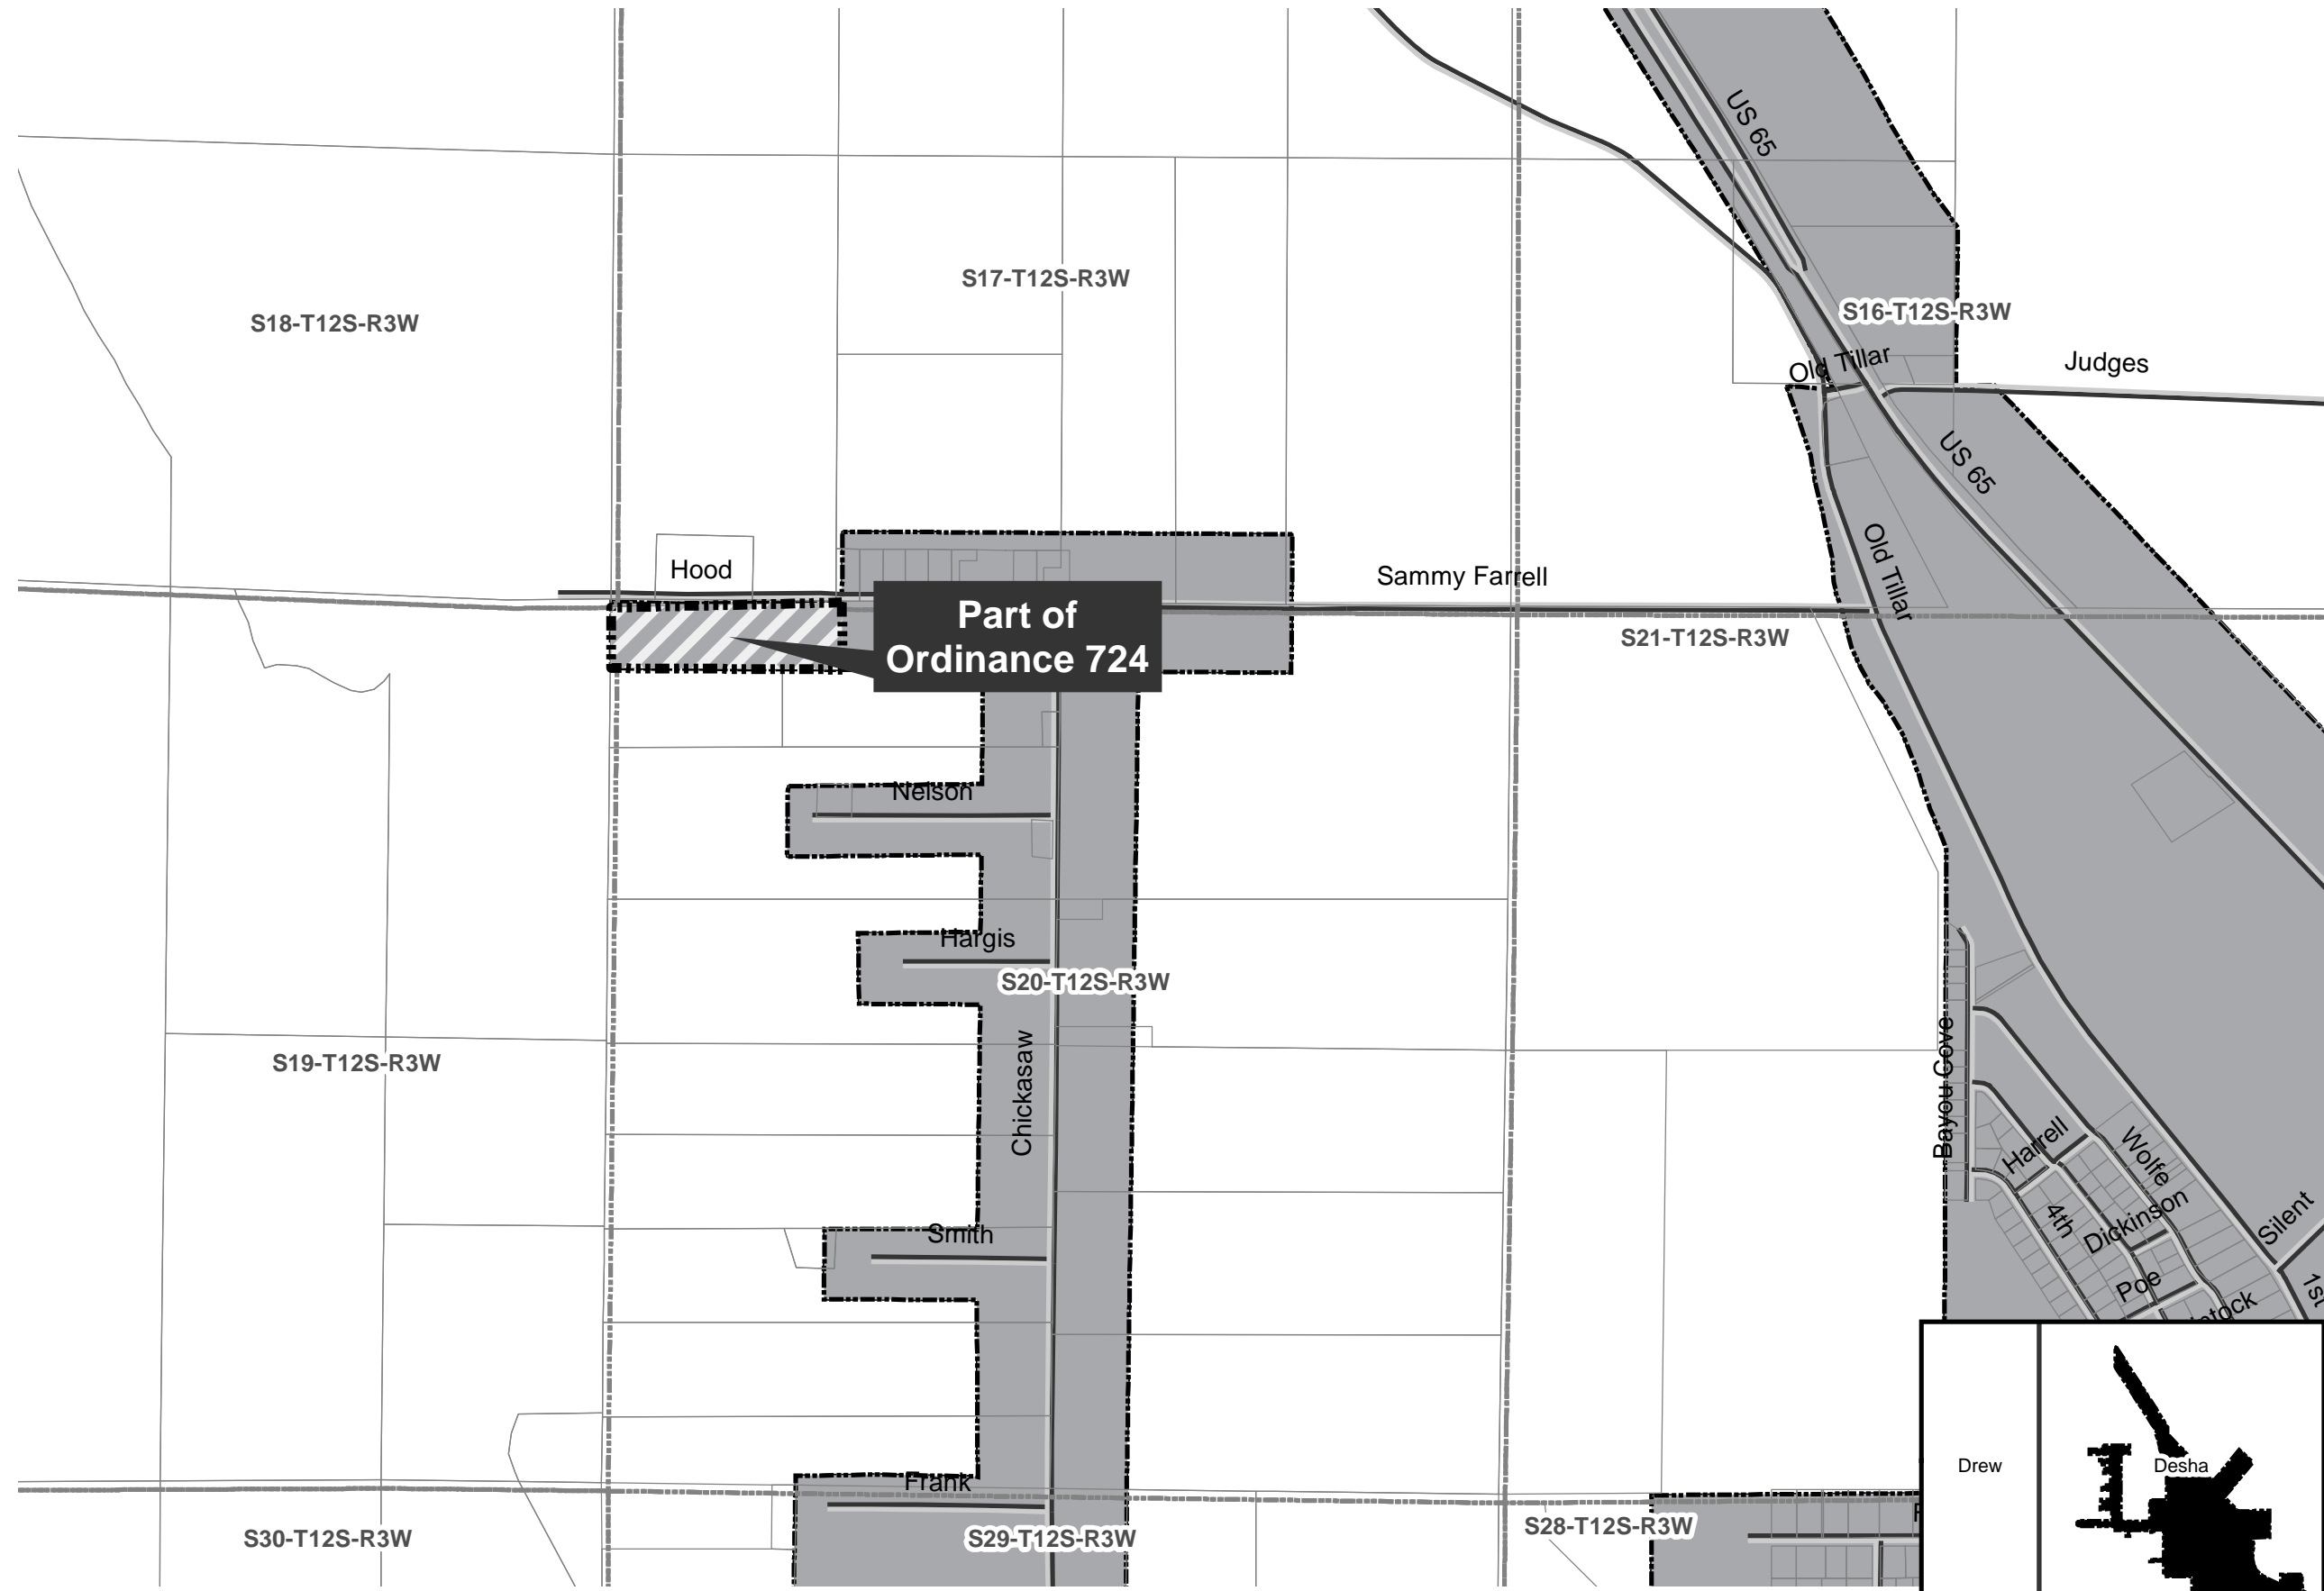 US 65
S17-T12S-R3W
S16-T12S-R3W
S18-T12S-R3W
Old Tillar
Judges
US 65
Hood
Sammy Farrell
Old Tillar
Part of
Ordinance 724
S21-T12S-R3W
Nelson
Hargis
S20-T12S-R3W
Chickasaw
S19-T12S-R3W
Bayou Cove
Harrell
Wolfe
4th
Dickinson
Silent
Smith
Poe
1st
Drew
Desha
Frank
S30-T12S-R3W
S29-T12S-R3W
S28-T12S-R3W